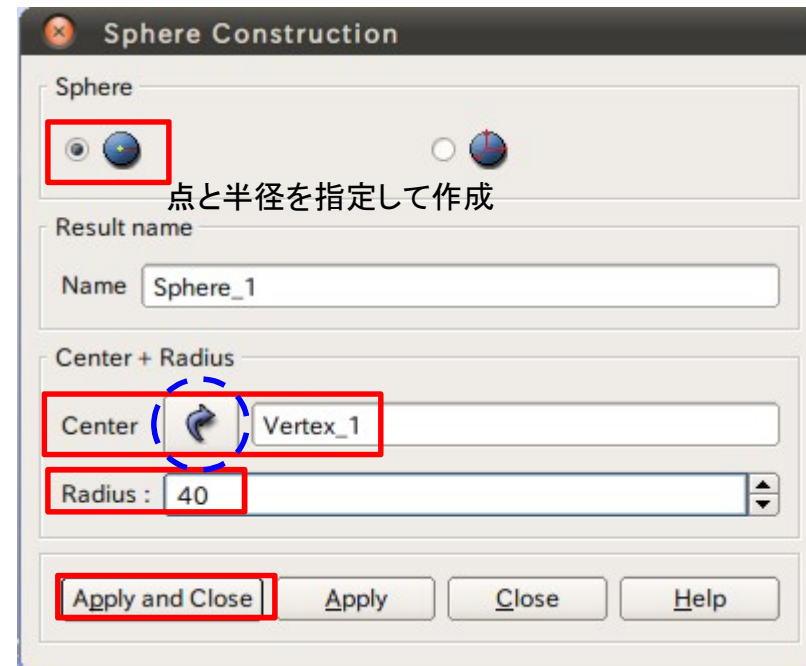 Sphere Construction
Sphere
点と半径を指定して作成
Result name
Name Sphere_1
Center + Radius
Center Vertex_1
Radius : 40
Apply and Close Apply Close Help